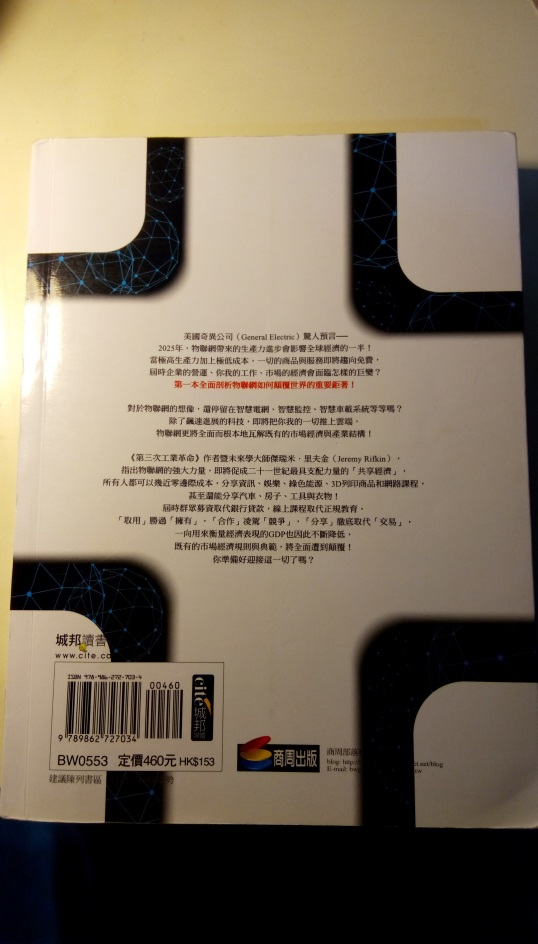 美國奇異公司（General Electric）驚人預言──
2025年，物聯網帶來的生產力進步會影響全球經濟的一半！
當極高生產力加上極低成本，一切的商品與服務即將趨向免費，
屆時企業的營運、你我的工作、市場的經濟會面臨怎樣的巨變？
第一本全面剖析物聯網如何顛覆世界的重要鉅著！
對於物聯網的想像，還停留在智慧電網、智慧監控、智慧車載系統等等嗎？
除了飆速進展的科技，即將把你我的一切推上雲端，
物聯網更將全面而根本地瓦解既有的市場經濟與產業結構！
《第三次工業革命》作者暨未來學大師傑瑞米．里夫金（Jeremy Rifkin），
指出物聯網的強大力量，即將促成二十一世紀最具支配力量的「共享經濟」，
所有人都可以幾近零邊際成本，分享資訊、娛樂、綠色能源、3D列印商品和網路課程，
甚至還能分享汽車、房子、工具與衣物！
屆時群眾募資取代銀行貸款，線上課程取代正規教育，
「取用」勝過「擁有」，「合作」凌駕「競爭」，「分享」徹底取代「交易」，
一向用來衡量經濟表現的GDP也因此不斷降低，
既有的市場經濟規則與典範，將全面遭到顛覆！
你準備好迎接這一切了嗎？
城邦讀書
www.cite.co
ISBN 978-986-272-703-4
00460
9 789862 727034
cité 城邦
BW0553 定價460元 HK$153
建議陳列書區
商周出版
商周部落
blog: http://
et.net/blog
E-mail: bw